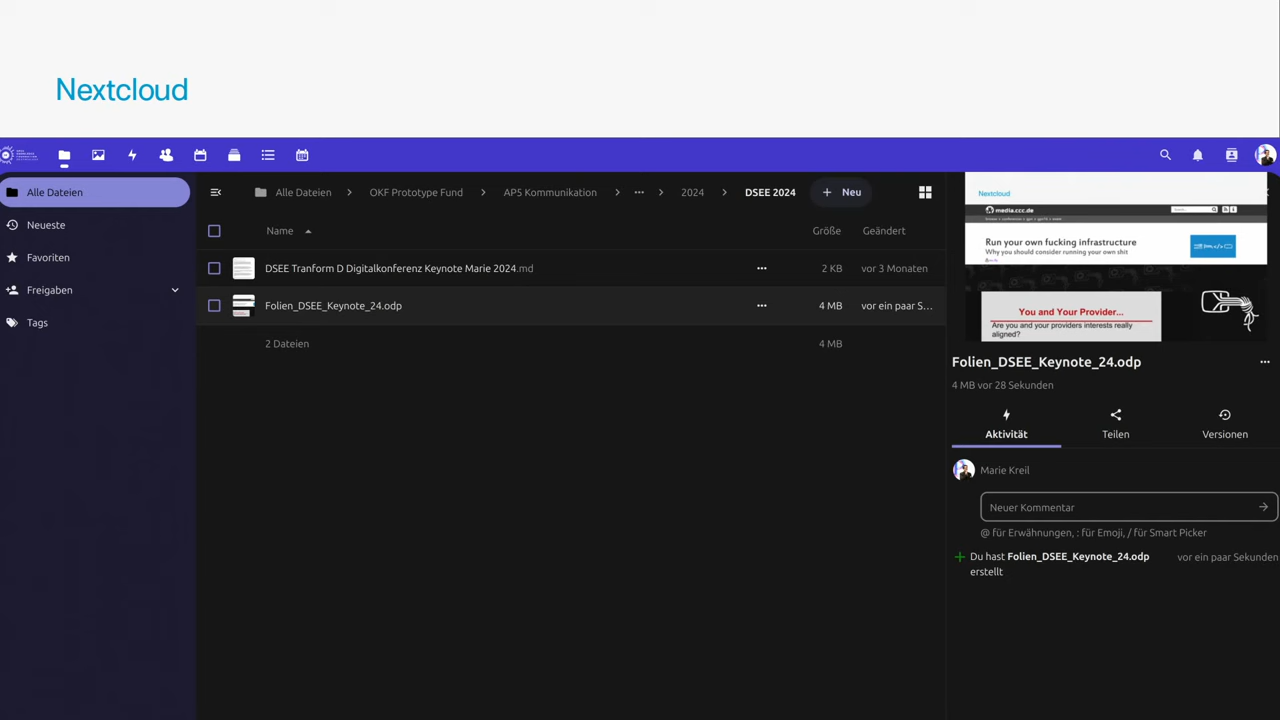 Nextcloud
Alle Dateien
Neueste
Favoriten
Freigaben
Tags
Alle Dateien
OKF Prototype Fund
AP5 Kommunikation
2024
DSEE 2024
+ Neu
Name
Größe
Geändert
DSEE Tranform D Digitalkonferenz Keynote Marie 2024.md
2 KB
vor 3 Monaten
Folien_DSEE_Keynote_24.odp
4 MB
vor ein paar S...
2 Dateien
4 MB
Nextcloud
media.ccc.de
Run your own fucking infrastructure
Why you should consider running your own shit
You and Your Provider...
Are you and your providers interests really
aligned?
Folien_DSEE_Keynote_24.odp
4 MB vor 28 Sekunden
Aktivität
Teilen
Versionen
Marie Kreil
Neuer Kommentar
@ für Erwähnungen, : für Emoji, / für Smart Picker
Du hast Folien_DSEE_Keynote_24.odp
erstellt
vor ein paar Sekunden